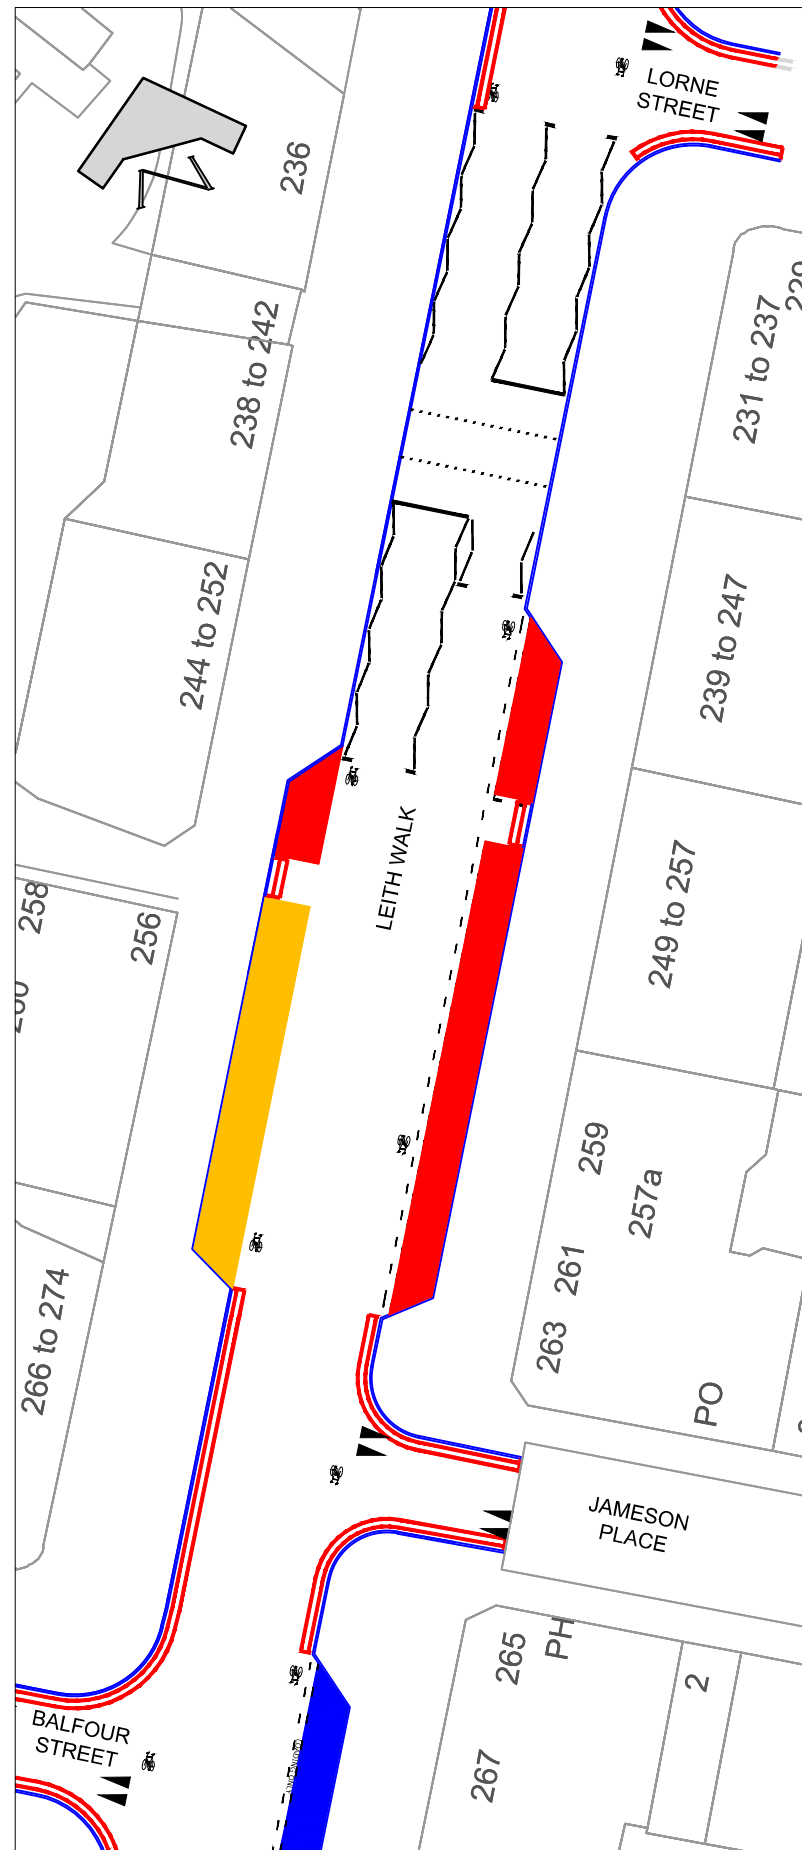 LORNE
STREET
236
238 to 242
231 to 237
244 to 252
239 to 247
LEITH WALK
258
256
249 to 257
259
257a
261
263
266 to 274
PO
JAMESON
PLACE
265
PH
2
BALFOUR
STREET
267